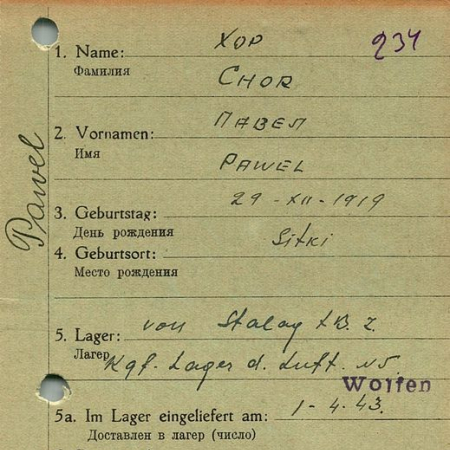 Хор
234
1. Name:
Фамилия
CHOR
ПАВЕЛ
2. Vornamen:
Имя
PAWEL
Pawel
29-XII-1919
3. Geburtstag:
День рождения
Sitki
4. Geburtsort:
Место рождения
von Stalag
5. Lager:
Лагерь
Kgf. Lager d. Luft. N5.
Wolfen
1-4.43.
5a. Im Lager eingeliefert am:
Доставлен в лагер (число)